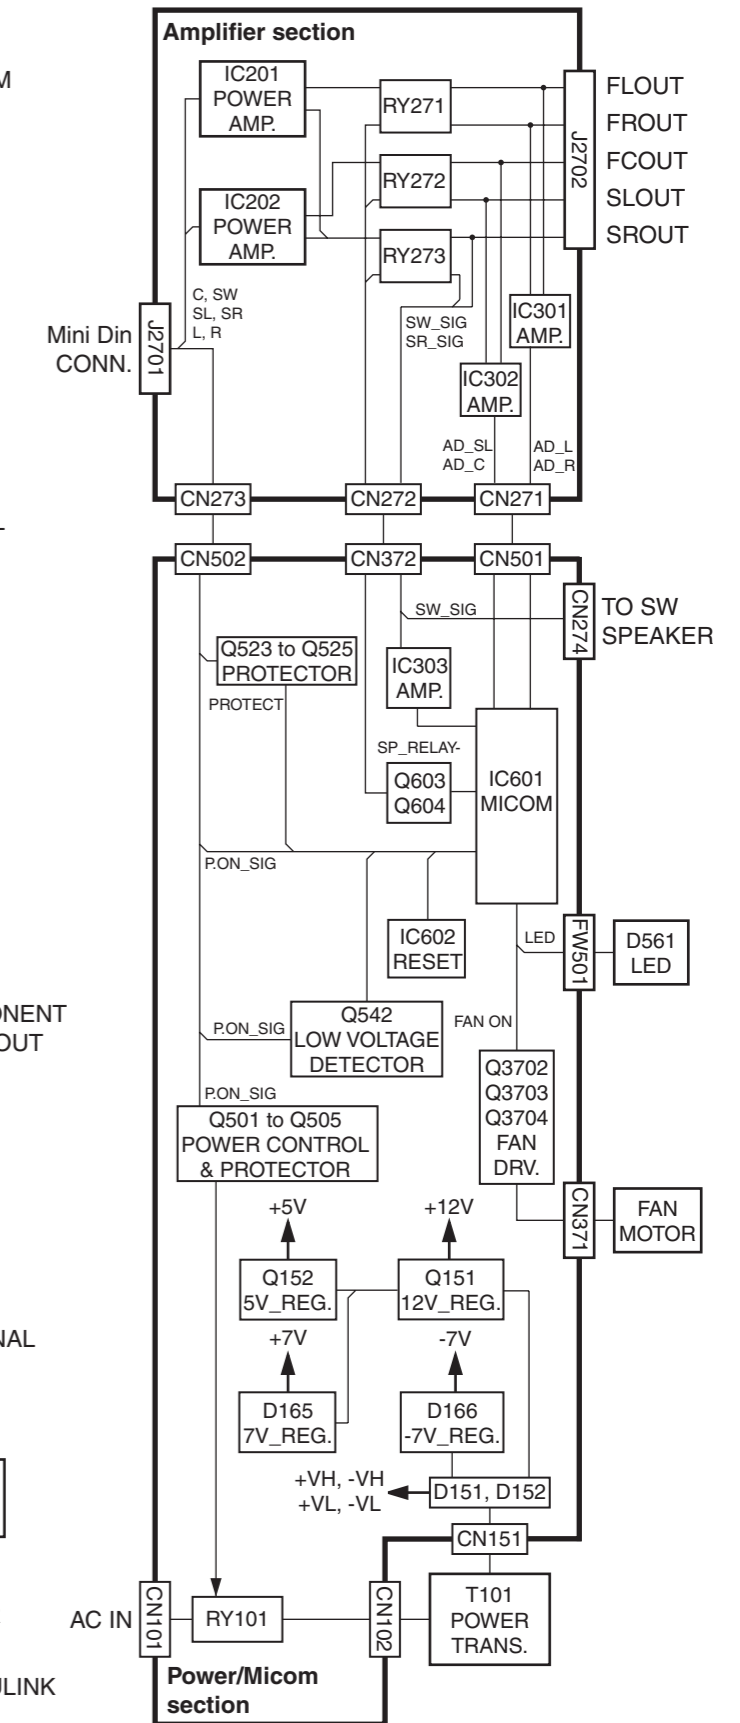 Amplifier section
M
IC201
POWER
AMP.
RY271
FLOUT
FROUT
FCOUT
SLOUT
SROUT
J2702
RY272
IC202
POWER
AMP.
RY273
C, SW
SL, SR
L, R
Mini Din
CONN.
J2701
SW_SIG
SR_SIG
IC301
AMP.
IC302
AMP.
AD_SL
AD_C
AD_L
AD_R
CN273
CN272
CN271
CN502
CN372
CN501
CN274
TO SW
SPEAKER
SW_SIG
Q523 to Q525
PROTECTOR
IC303
AMP.
PROTECT
SP_RELAY-
Q603
Q604
IC601
MICOM
P.ON_SIG
IC602
RESET
LED
FW501
D561
LED
ONENT
OUT
Q542
LOW VOLTAGE
DETECTOR
P.ON_SIG
FAN ON
Q3702
Q3703
Q3704
FAN
DRV.
P.ON_SIG
Q501 to Q505
POWER CONTROL
& PROTECTOR
CN371
FAN
MOTOR
+5V
+12V
Q152
5V_REG.
Q151
12V_REG.
+7V
-7V
NAL
D165
7V_REG.
D166
-7V_REG.
+VH, -VH
+VL, -VL
D151, D152
CN151
AC IN
CN101
RY101
CN102
T101
POWER
TRANS.
Power/Micom
section
ULINK